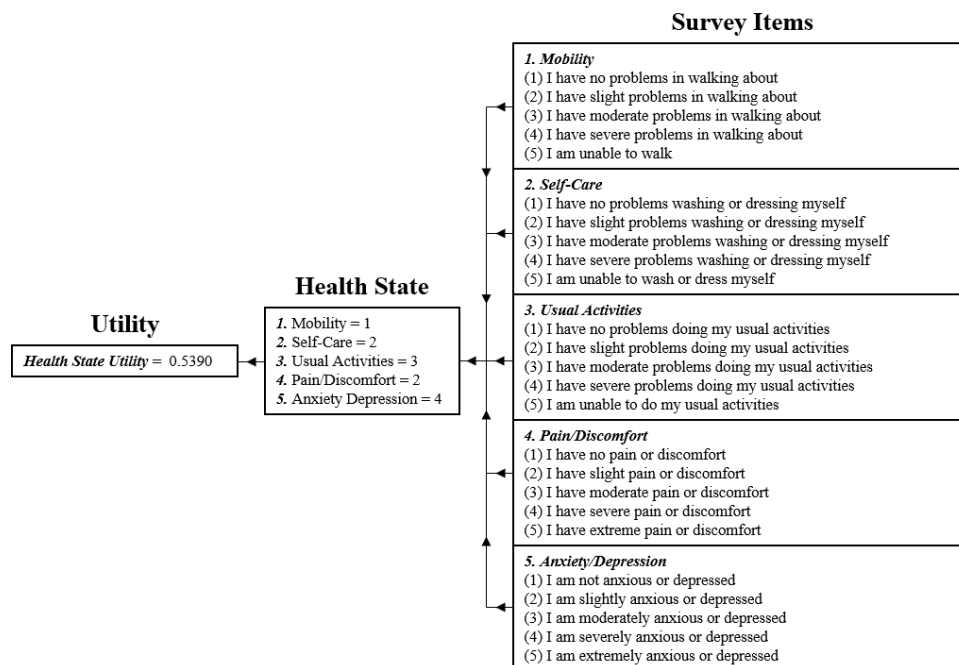 Survey Items
1. Mobility
(1) I have no problems in walking about
(2) I have slight problems in walking about
(3) I have moderate problems in walking about
(4) I have severe problems in walking about
(5) I am unable to walk
2. Self-Care
(1) I have no problems washing or dressing myself
(2) I have slight problems washing or dressing myself
(3) I have moderate problems washing or dressing myself
(4) I have severe problems washing or dressing myself
(5) I am unable to wash or dress myself
3. Usual Activities
(1) I have no problems doing my usual activities
(2) I have slight problems doing my usual activities
(3) I have moderate problems doing my usual activities
(4) I have severe problems doing my usual activities
(5) I am unable to do my usual activities
4. Pain/Discomfort
(1) I have no pain or discomfort
(2) I have slight pain or discomfort
(3) I have moderate pain or discomfort
(4) I have severe pain or discomfort
(5) I have extreme pain or discomfort
5. Anxiety/Depression
(1) I am not anxious or depressed
(2) I am slightly anxious or depressed
(3) I am moderately anxious or depressed
(4) I am severely anxious or depressed
(5) I am extremely anxious or depressed
Health State
1. Mobility = 1
2. Self-Care = 2
3. Usual Activities = 3
4. Pain/Discomfort = 2
5. Anxiety Depression = 4
Utility
Health State Utility = 0.5390